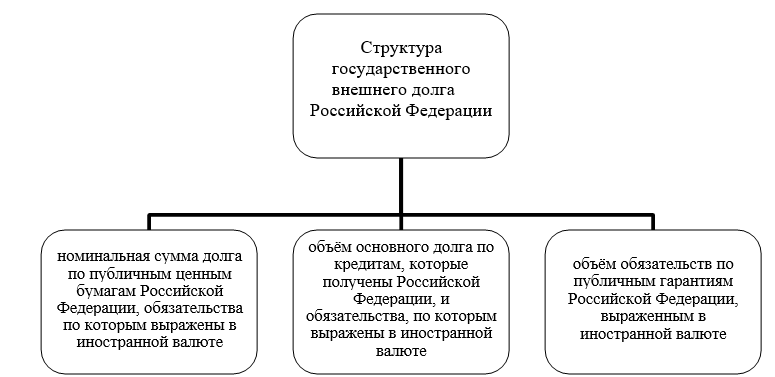 Структура
государственного
внешнего долга
Российской Федерации
номинальная сумма долга
по публичным ценным
бумагам Российской
Федерации, обязательства
по которым выражены в
иностранной валюте
объём основного долга по
кредитам, которые
получены Российской
Федерации, и
обязательства, по которым
выражены в иностранной
валюте
объём обязательств по
публичным гарантиям
Российской Федерации,
выраженным в
иностранной валюте